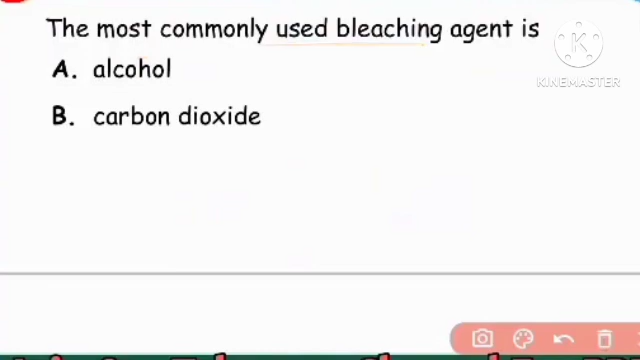 The most commonly used bleaching agent is
A. alcohol
B. carbon dioxide
KINEMASTER